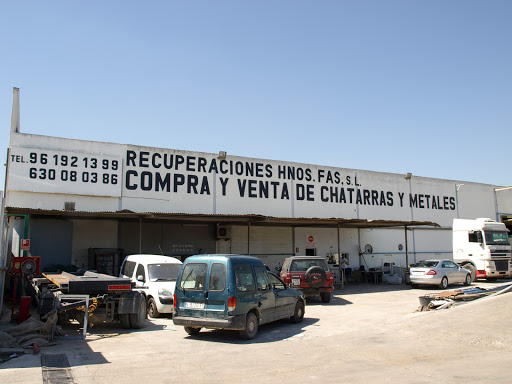 RECUPERACIONES HNOS. FAS, S.L.
COMPRA Y VENTA DE CHATARRAS Y METALES
TEL. 96 192 13 99
630 08 03 86